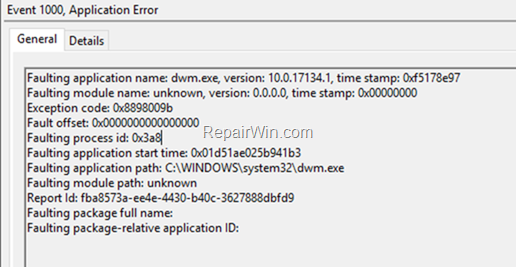 Event 1000, Application Error
General Details
Faulting application name: dwm.exe, version: 10.0.17134.1, time stamp: 0xf5178e97
Faulting module name: unknown, version: 0.0.0.0, time stamp: 0x00000000
Exception code: 0x8898009b
Fault offset: 0x0000000000000000
Faulting process id: 0x3a8
RepairWin.com
Faulting application start time: 0x01d51ae025b941b3
Faulting application path: C:\WINDOWS\system32\dwm.exe
Faulting module path: unknown
Report Id: fba8573a-ee4e-4430-b40c-3627888dbfd9
Faulting package full name:
Faulting package-relative application ID: